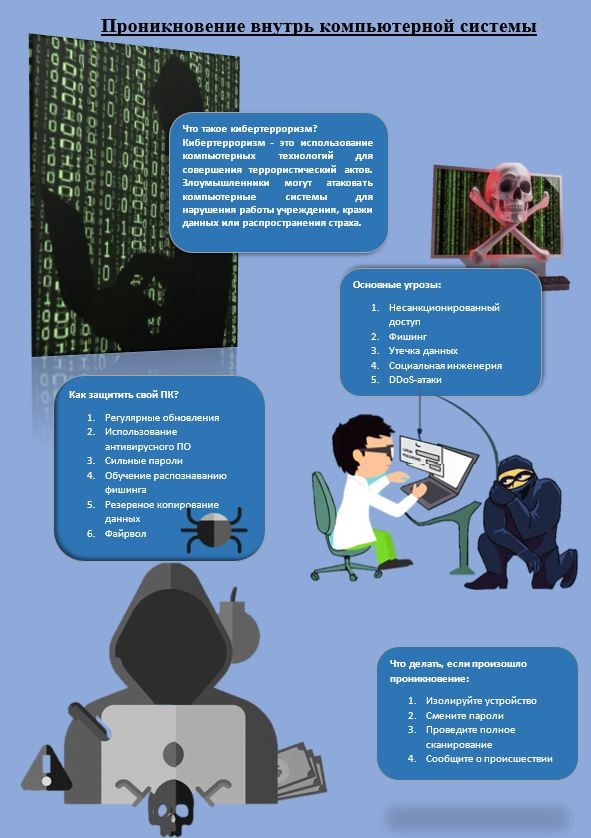 Проникновение внутрь компьютерной системы
Что такое кибертерроризм?
Кибертерроризм - это использование
компьютерных технологий для
совершения террористический актов.
Злоумышленники могут атаковать
компьютерные системы для
нарушения работы учреждения, кражи
данных или распространения страха.
Основные угрозы:
1. Несанкционированный
доступ
2. Фишинг
3. Утечка данных
4. Социальная инженерия
5. DDoS-атаки
Как защитить свой ПК?
1. Регулярные обновления
2. Использование
антивирусного ПО
3. Сильные пароли
4. Обучение распознаванию
фишинга
5. Резервное копирование
данных
6. Файрвол
LOGIN
PASSWORD
Что делать, если произошло
проникновение:
1. Изолируйте устройство
2. Смените пароли
3. Проведите полное
сканирование
4. Сообщите о происшествии